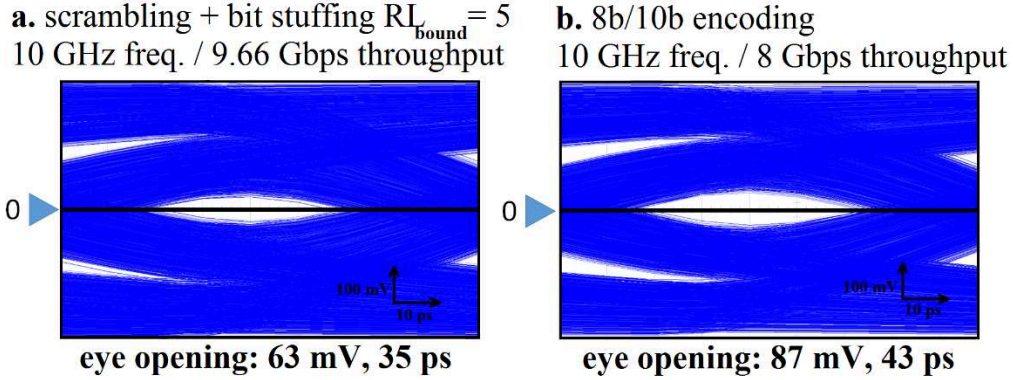 a. scrambling + bit stuffing RL_bound = 5
10 GHz freq. / 9.66 Gbps throughput
0
100 mV
10 ps
eye opening: 63 mV, 35 ps
b. 8b/10b encoding
10 GHz freq. / 8 Gbps throughput
0
100 mV
10 ps
eye opening: 87 mV, 43 ps